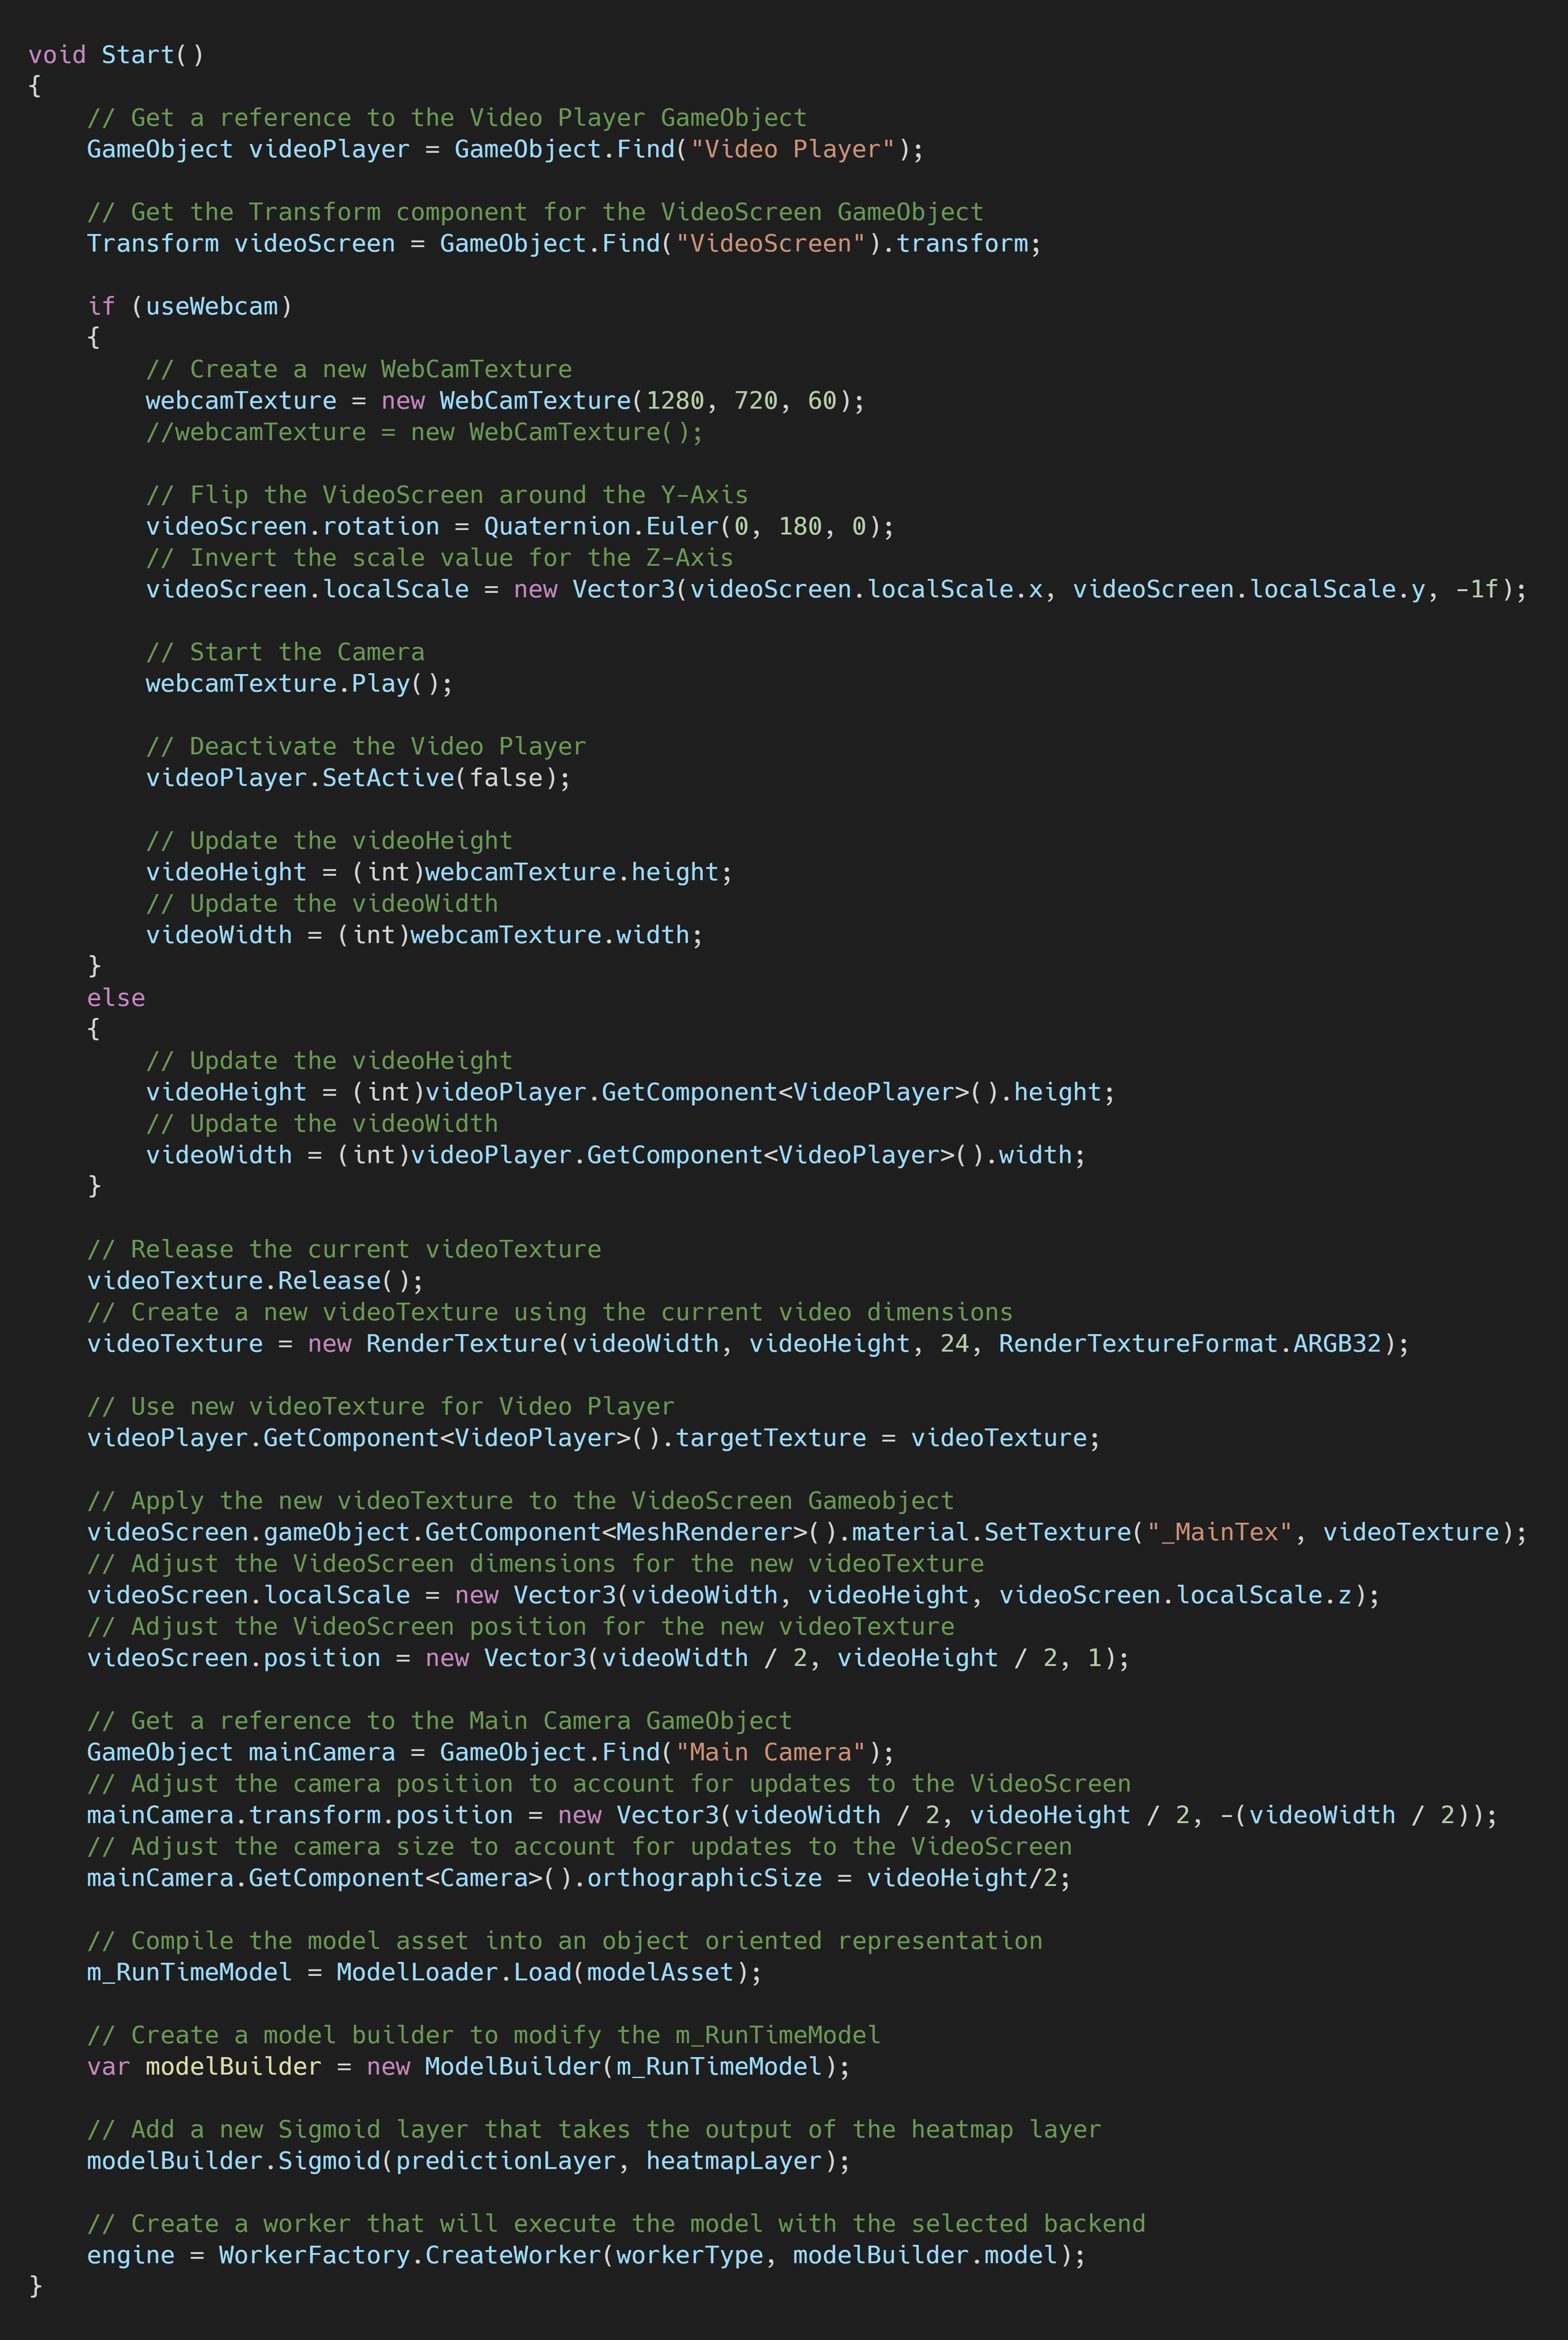 void Start()
{
    // Get a reference to the Video Player GameObject
    GameObject videoPlayer = GameObject.Find("Video Player");

    // Get the Transform component for the VideoScreen GameObject
    Transform videoScreen = GameObject.Find("VideoScreen").transform;

    if (useWebcam)
    {
        // Create a new WebCamTexture
        webcamTexture = new WebCamTexture(1280, 720, 60);
        //webcamTexture = new WebCamTexture();

        // Flip the VideoScreen around the Y-Axis
        videoScreen.rotation = Quaternion.Euler(0, 180, 0);
        // Invert the scale value for the Z-Axis
        videoScreen.localScale = new Vector3(videoScreen.localScale.x, videoScreen.localScale.y, -1f);

        // Start the Camera
        webcamTexture.Play();

        // Deactivate the Video Player
        videoPlayer.SetActive(false);

        // Update the videoHeight
        videoHeight = (int)webcamTexture.height;
        // Update the videoWidth
        videoWidth = (int)webcamTexture.width;
    }
    else
    {
        // Update the videoHeight
        videoHeight = (int)videoPlayer.GetComponent<VideoPlayer>().height;
        // Update the videoWidth
        videoWidth = (int)videoPlayer.GetComponent<VideoPlayer>().width;
    }

    // Release the current videoTexture
    videoTexture.Release();
    // Create a new videoTexture using the current video dimensions
    videoTexture = new RenderTexture(videoWidth, videoHeight, 24, RenderTextureFormat.ARGB32);

    // Use new videoTexture for Video Player
    videoPlayer.GetComponent<VideoPlayer>().targetTexture = videoTexture;

    // Apply the new videoTexture to the VideoScreen Gameobject
    videoScreen.gameObject.GetComponent<MeshRenderer>().material.SetTexture("_MainTex", videoTexture);
    // Adjust the VideoScreen dimensions for the new videoTexture
    videoScreen.localScale = new Vector3(videoWidth, videoHeight, videoScreen.localScale.z);
    // Adjust the VideoScreen position for the new videoTexture
    videoScreen.position = new Vector3(videoWidth / 2, videoHeight / 2, 1);

    // Get a reference to the Main Camera GameObject
    GameObject mainCamera = GameObject.Find("Main Camera");
    // Adjust the camera position to account for updates to the VideoScreen
    mainCamera.transform.position = new Vector3(videoWidth / 2, videoHeight / 2, -(videoWidth / 2));
    // Adjust the camera size to account for updates to the VideoScreen
    mainCamera.GetComponent<Camera>().orthographicSize = videoHeight/2;

    // Compile the model asset into an object oriented representation
    m_RunTimeModel = ModelLoader.Load(modelAsset);

    // Create a model builder to modify the m_RunTimeModel
    var modelBuilder = new ModelBuilder(m_RunTimeModel);

    // Add a new Sigmoid layer that takes the output of the heatmap layer
    modelBuilder.Sigmoid(predictionLayer, heatmapLayer);

    // Create a worker that will execute the model with the selected backend
    engine = WorkerFactory.CreateWorker(workerType, modelBuilder.model);
}